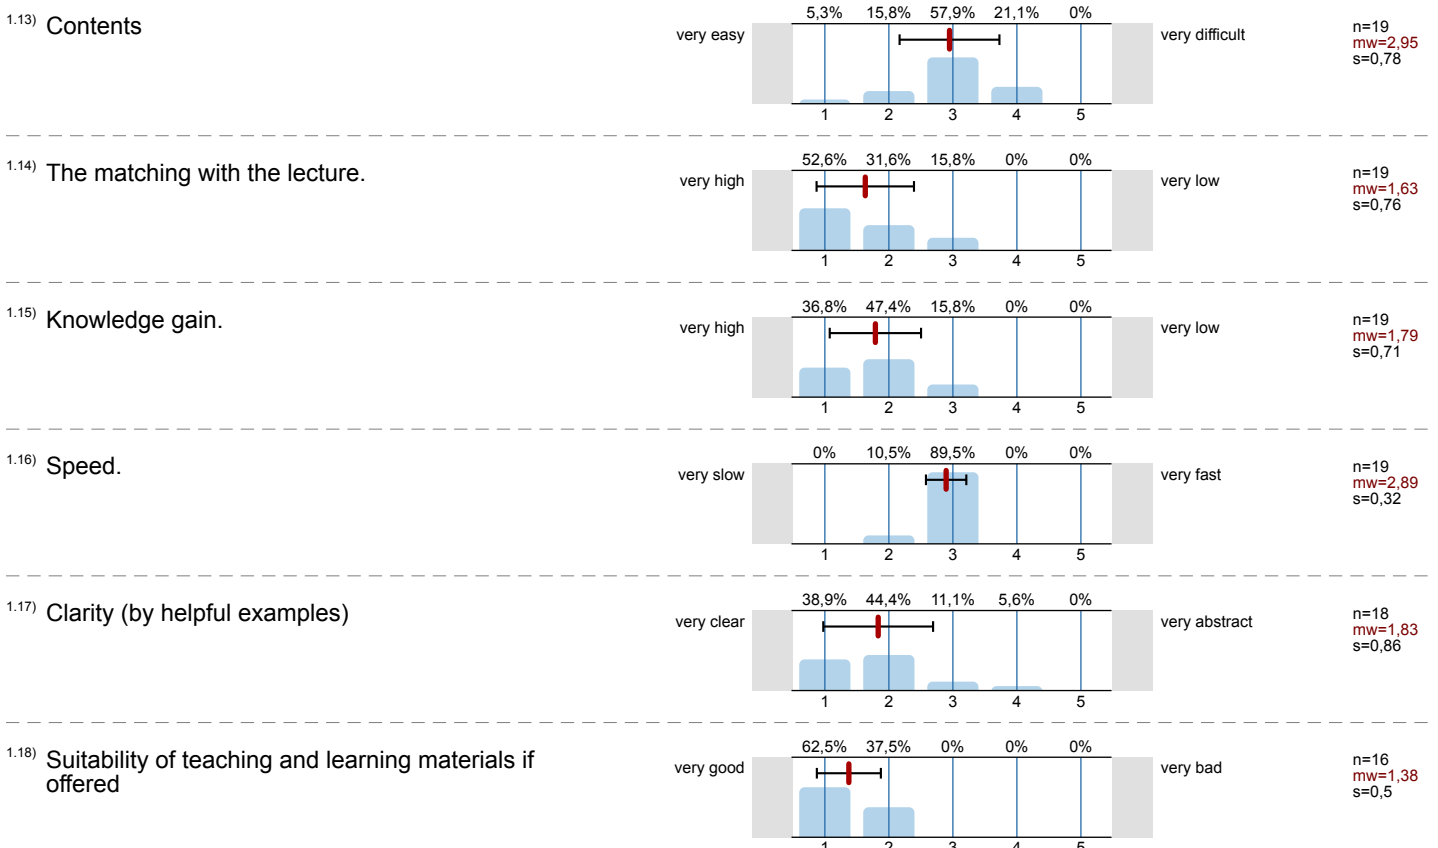 1.13) Contents
5,3% 15,8% 57,9% 21,1% 0%
very easy
very difficult
n=19
mw=2,95
s=0,78
1 2 3 4 5
1.14) The matching with the lecture.
52,6% 31,6% 15,8% 0% 0%
very high
very low
n=19
mw=1,63
s=0,76
1 2 3 4 5
1.15) Knowledge gain.
36,8% 47,4% 15,8% 0% 0%
very high
very low
n=19
mw=1,79
s=0,71
1 2 3 4 5
1.16) Speed.
0% 10,5% 89,5% 0% 0%
very slow
very fast
n=19
mw=2,89
s=0,32
1 2 3 4 5
1.17) Clarity (by helpful examples)
38,9% 44,4% 11,1% 5,6% 0%
very clear
very abstract
n=18
mw=1,83
s=0,86
1 2 3 4 5
1.18) Suitability of teaching and learning materials if
offered
62,5% 37,5% 0% 0% 0%
very good
very bad
n=16
mw=1,38
s=0,5
1 2 3 4 5